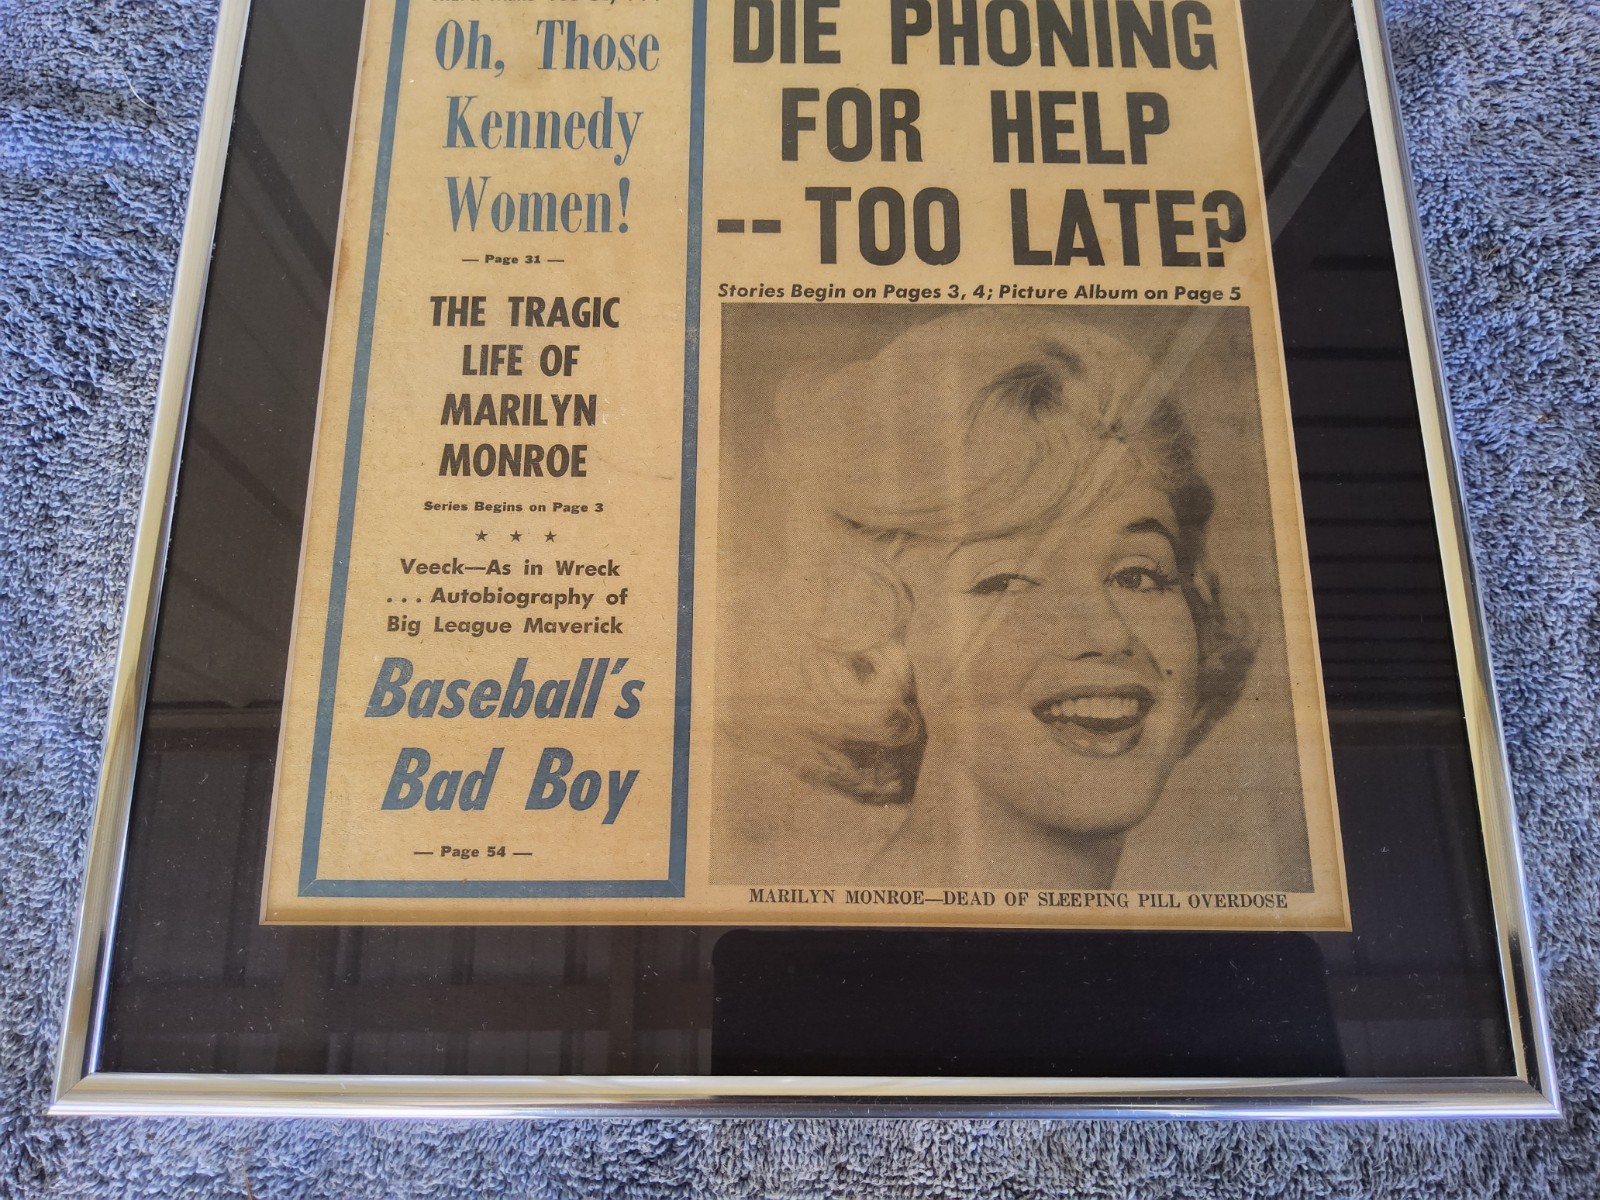 Oh, Those
Kennedy
Women!
— Page 31 —
THE TRAGIC
LIFE OF
MARILYN
MONROE
Series Begins on Page 3
★ ★ ★
Veeck—As in Wreck
. . . Autobiography of
Big League Maverick
Baseball's
Bad Boy
— Page 54 —
DIE PHONING
FOR HELP
-- TOO LATE?
Stories Begin on Pages 3, 4; Picture Album on Page 5
MARILYN MONROE—DEAD OF SLEEPING PILL OVERDOSE